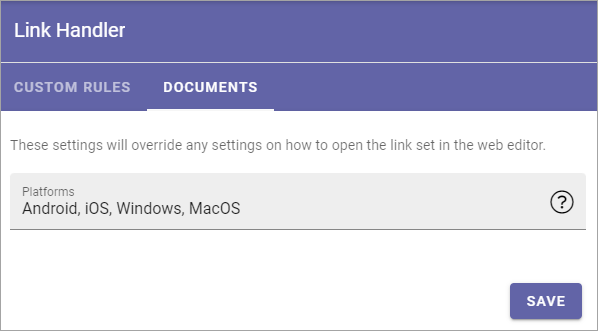 Link Handler
CUSTOM RULES DOCUMENTS
These settings will override any settings on how to open the link set in the web editor.
Platforms
Android, iOS, Windows, MacOS
?
SAVE